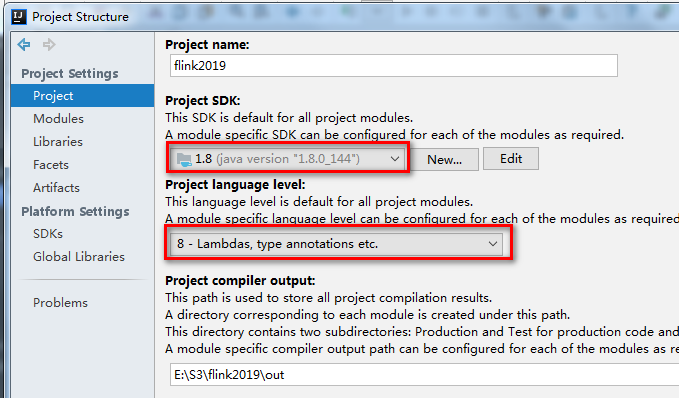 IJ
Project Structure
Project Settings
Project
Modules
Libraries
Facets
Artifacts
Platform Settings
SDKs
Global Libraries
Problems
Project name:
flink2019
Project SDK:
This SDK is default for all project modules.
A module specific SDK can be configured for each of the modules as required.
1.8 (java version "1.8.0_144")
New...
Edit
Project language level:
This language level is default for all project modules.
A module specific language level can be configured for each of the modules as required
8 - Lambdas, type annotations etc.
Project compiler output:
This path is used to store all project compilation results.
A directory corresponding to each module is created under this path.
This directory contains two subdirectories: Production and Test for production code and
A module specific compiler output path can be configured for each of the modules as re
E:\S3\flink2019\out